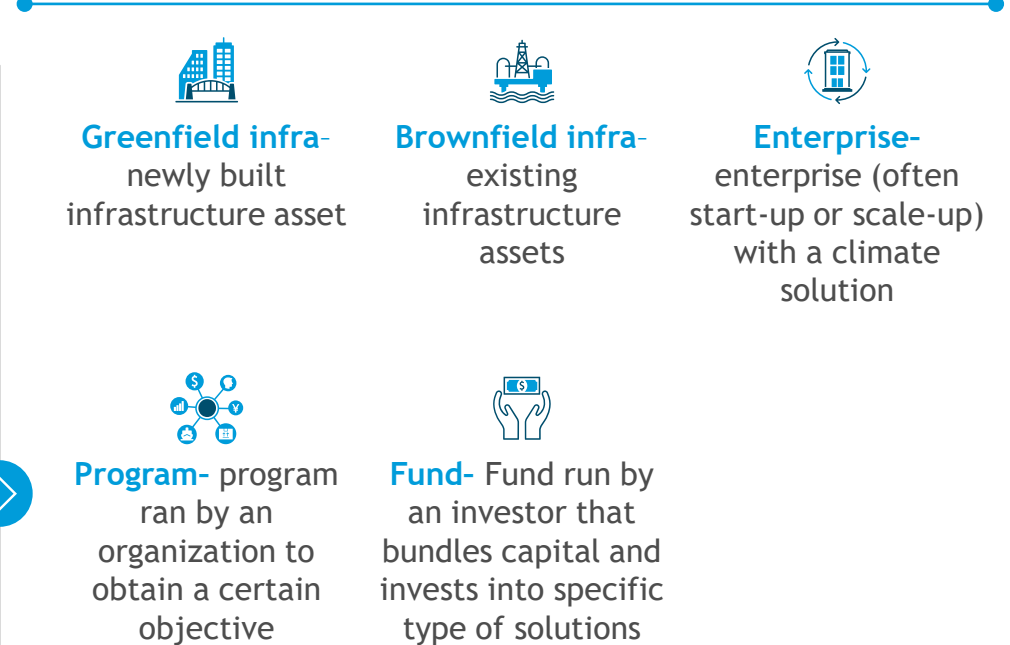 Greenfield infra–
newly built
infrastructure asset
Brownfield infra–
existing
infrastructure
assets
Enterprise–
enterprise (often
start-up or scale-up)
with a climate
solution
$
¥
Program– program
ran by an
organization to
obtain a certain
objective
$
Fund– Fund run by
an investor that
bundles capital and
invests into specific
type of solutions